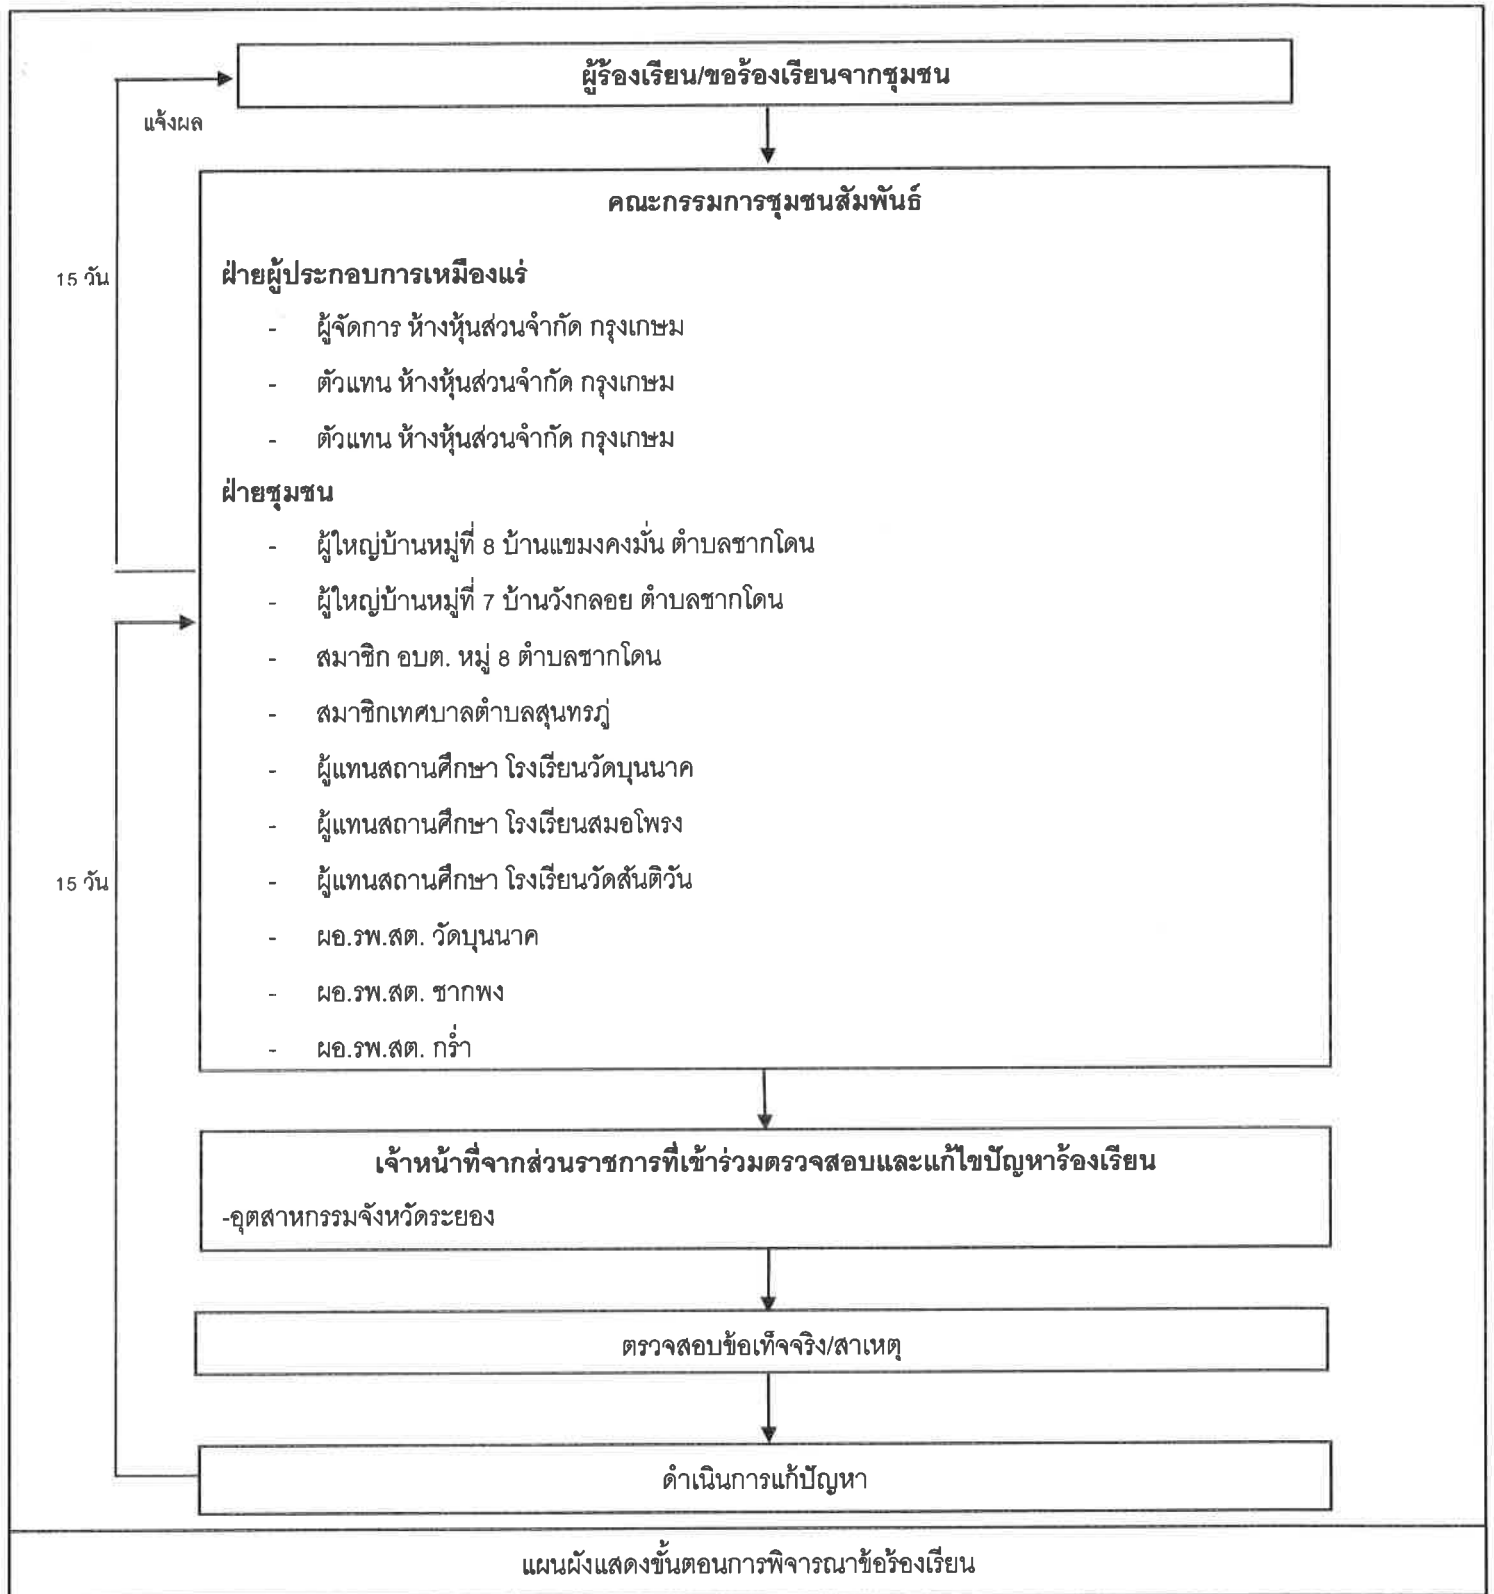 ผู้ร้องเรียน/ขอร้องเรียนจากชุมชน
แจ้งผล
คณะกรรมการชุมชนสัมพันธ์
15 วัน
ฝ่ายผู้ประกอบการเหมืองแร่
- ผู้จัดการ ห้างหุ้นส่วนจำกัด กรุงเกษม
- ตัวแทน ห้างหุ้นส่วนจำกัด กรุงเกษม
- ตัวแทน ห้างหุ้นส่วนจำกัด กรุงเกษม
ฝ่ายชุมชน
- ผู้ใหญ่บ้านหมู่ที่ 8 บ้านแขมงคงมั่น ตำบลชากโดน
- ผู้ใหญ่บ้านหมู่ที่ 7 บ้านวังกลอย ตำบลชากโดน
- สมาชิก อบต. หมู่ 8 ตำบลชากโดน
- สมาชิกเทศบาลตำบลสุนทรภู่
- ผู้แทนสถานศึกษา โรงเรียนวัดบุนนาค
- ผู้แทนสถานศึกษา โรงเรียนสมอโพรง
- ผู้แทนสถานศึกษา โรงเรียนวัดสันติวัน
15 วัน
- ผอ.รพ.สต. วัดบุนนาค
- ผอ.รพ.สต. ชากพง
- ผอ.รพ.สต. กร่ำ
เจ้าหน้าที่จากส่วนราชการที่เข้าร่วมตรวจสอบและแก้ไขปัญหาร้องเรียน
-อุตสาหกรรมจังหวัดระยอง
ตรวจสอบข้อเท็จจริง/สาเหตุ
ดำเนินการแก้ปัญหา
แผนผังแสดงขั้นตอนการพิจารณาข้อร้องเรียน